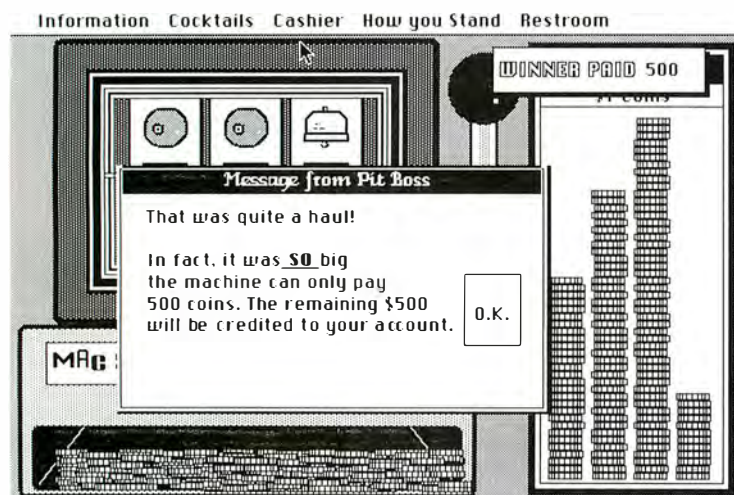 Information Cocktails Cashier How you Stand Restroom
WINNER PAID 500
$1 Coins
Message from Pit Boss
That was quite a haul!
In fact, it was SO big
the machine can only pay
500 coins. The remaining $500
will be credited to your account.
O.K.
MAC